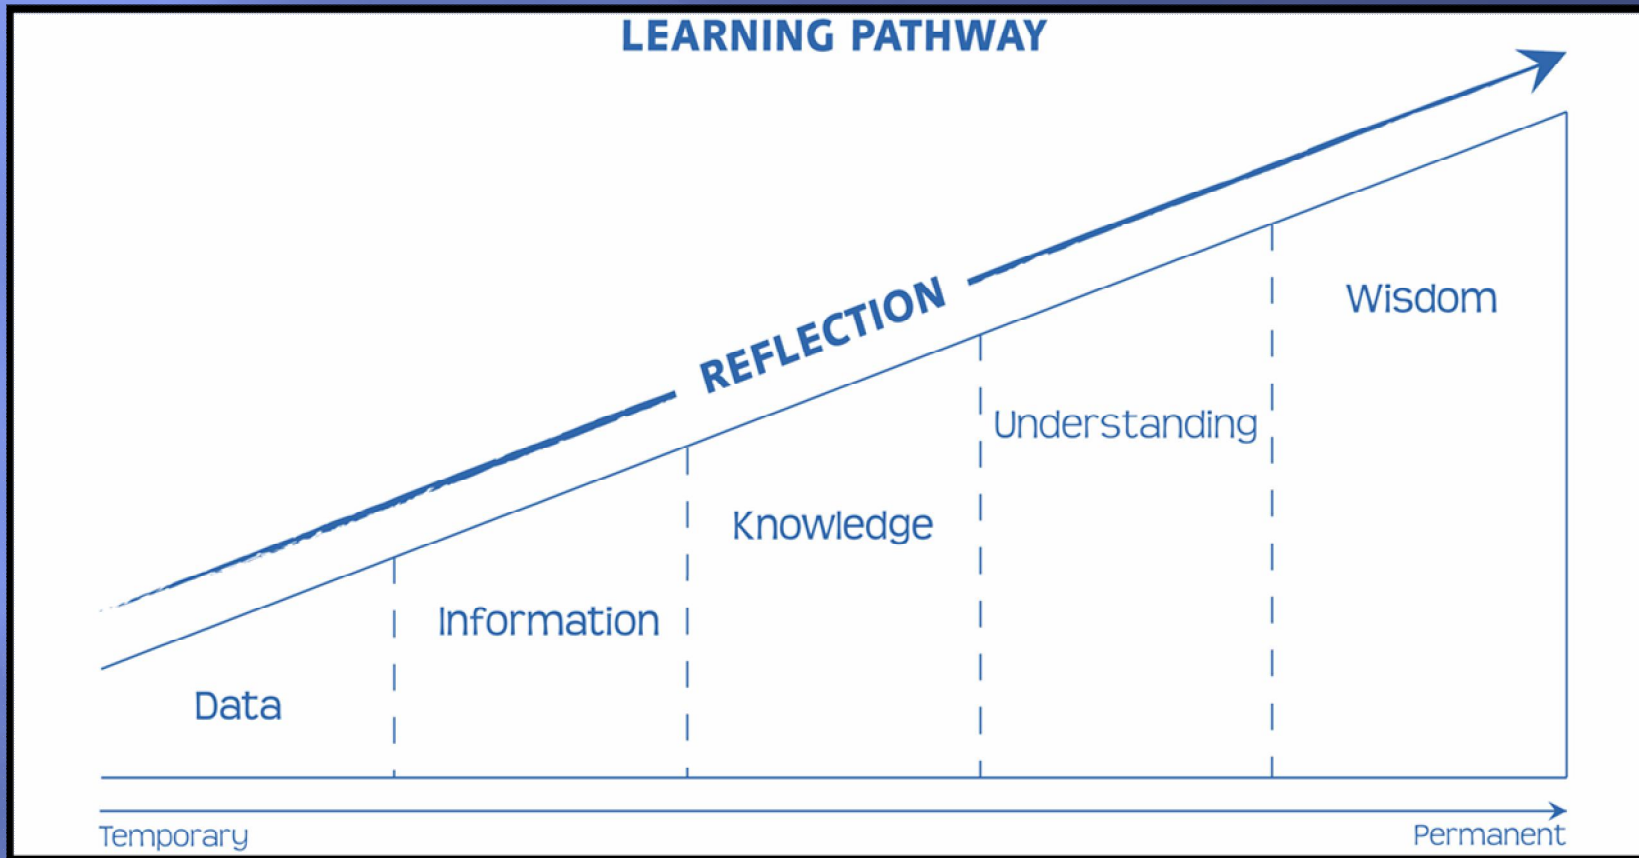 LEARNING PATHWAY
REFLECTION
Wisdom
Understanding
Knowledge
Information
Data
Temporary
Permanent